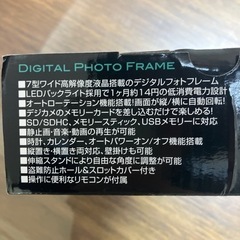 DIGITAL PHOTO FRAME
■7型ワイド高解像度液晶搭載のデジタルフォトフレーム
■LEDバックライト採用で1ヶ月約14円の低消費電力設計
■オートローテーション機能搭載!画面が縦/横に自動回転!
■デジカメのメモリーカードを差し込むだけの簡単操作
■SD/SDHC、メモリースティック、USBメモリーに対応
■静止画・音楽・動画の再生が可能
■時計、カレンダー、オートパワーオン/オフ機能搭載
■縦置き・横置き両対応、壁掛けも可能
■伸縮スタンドにより自由な角度に調整が可能
■盗難防止ホール&スロットカバー付き
■操作に便利なリモコンが付属